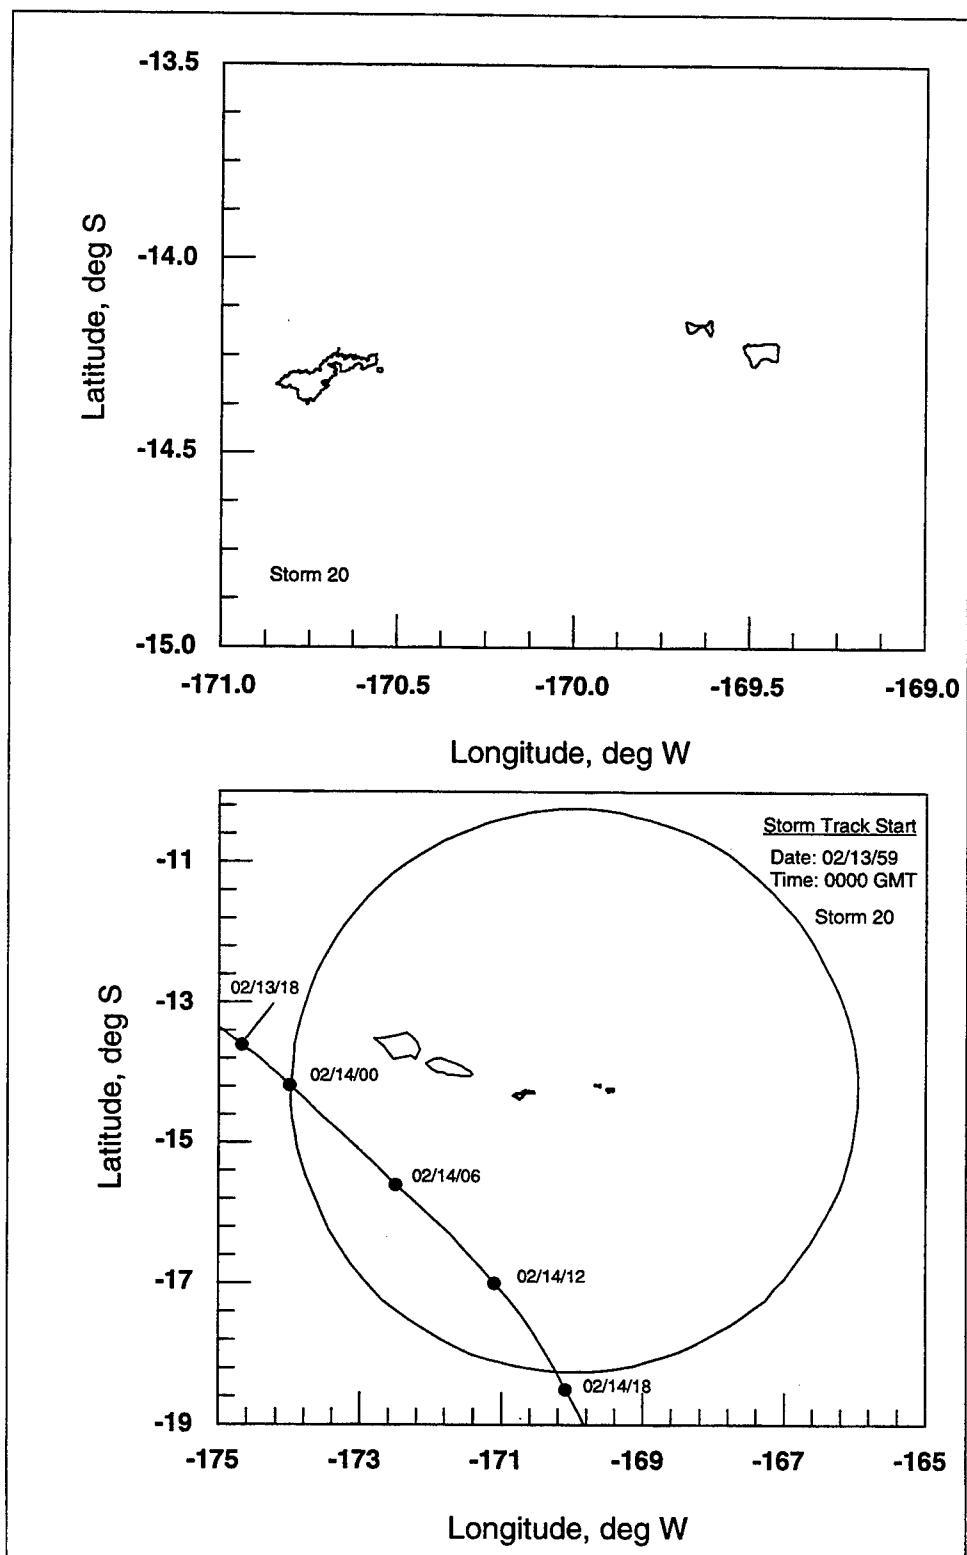 -13.5
-14.0
-14.5
-15.0
Latitude, deg S
Storm 20
-171.0 -170.5 -170.0 -169.5 -169.0
Longitude, deg W
Storm Track Start
Date: 02/13/59
Time: 0000 GMT
Storm 20
-11
-13
-15
-17
-19
Latitude, deg S
02/13/18
02/14/00
02/14/06
02/14/12
02/14/18
-175 -173 -171 -169 -167 -165
Longitude, deg W